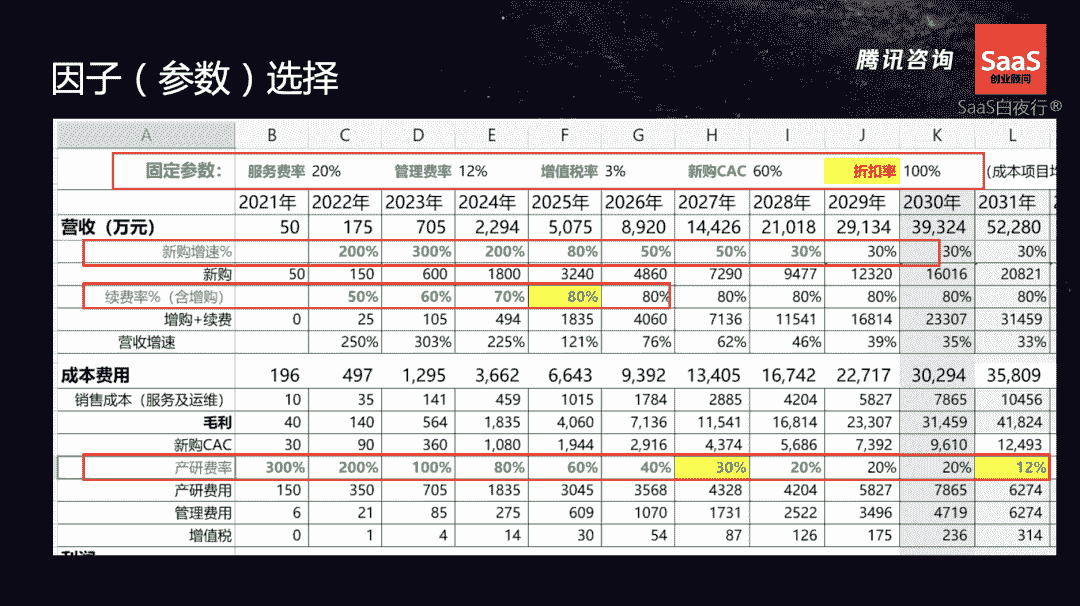 因子（参数）选择
腾讯咨询
SaaS
创业顾问
SaaS白夜行®
A B C D E F G H I J K L
固定参数： 服务费率 20% 管理费率 12% 增值税率 3% 新购CAC 60% 折扣率 100% (成本项目增
2021年 2022年 2023年 2024年 2025年 2026年 2027年 2028年 2029年 2030年 2031年
营收（万元） 50 175 705 2,294 5,075 8,920 14,426 21,018 29,134 39,324 52,280
新购增速% 200% 300% 200% 80% 50% 50% 30% 30% 30% 30%
新购 50 150 600 1800 3240 4860 7290 9477 12320 16016 20821
续费率%（含增购） 50% 60% 70% 80% 80% 80% 80% 80% 80% 80%
增购+续费 0 25 105 494 1835 4060 7136 11541 16814 23307 31459
营收增速 250% 303% 225% 121% 76% 62% 46% 39% 35% 33%
成本费用 196 497 1,295 3,662 6,643 9,392 13,405 16,742 22,717 30,294 35,809
销售成本（服务及运维） 10 35 141 459 1015 1784 2885 4204 5827 7865 10456
毛利 40 140 564 1,835 4,060 7,136 11,541 16,814 23,307 31,459 41,824
新购CAC 30 90 360 1,080 1,944 2,916 4,374 5,686 7,392 9,610 12,493
产研费率 300% 200% 100% 80% 60% 40% 30% 20% 20% 20% 12%
产研费用 150 350 705 1835 3045 3568 4328 4204 5827 7865 6274
管理费用 6 21 85 275 609 1070 1731 2522 3496 4719 6274
增值税 0 1 4 14 30 54 87 126 175 236 314